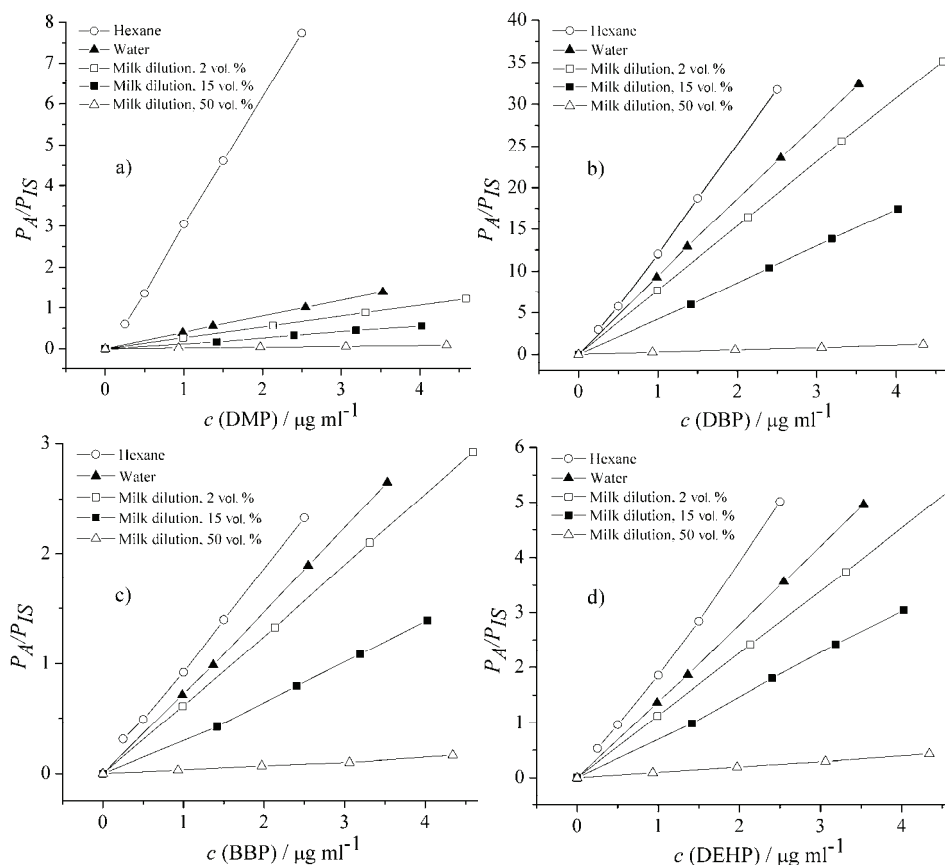 8
7
6
5
4
3
2
1
0
P_A/P_IS
Hexane
Water
Milk dilution, 2 vol. %
Milk dilution, 15 vol. %
Milk dilution, 50 vol. %
a)
0 1 2 3 4
c (DMP) / μg ml⁻¹
40
35
30
25
20
15
10
5
0
P_A/P_IS
Hexane
Water
Milk dilution, 2 vol. %
Milk dilution, 15 vol. %
Milk dilution, 50 vol. %
b)
0 1 2 3 4
c (DBP) / μg ml⁻¹
3
2
1
0
P_A/P_IS
Hexane
Water
Milk dilution, 2 vol. %
Milk dilution, 15 vol. %
Milk dilution, 50 vol. %
c)
0 1 2 3 4
c (BBP) / μg ml⁻¹
6
5
4
3
2
1
0
P_A/P_IS
Hexane
Water
Milk dilution, 2 vol. %
Milk dilution, 15 vol. %
Milk dilution, 50 vol. %
d)
0 1 2 3 4
c (DEHP) / μg ml⁻¹